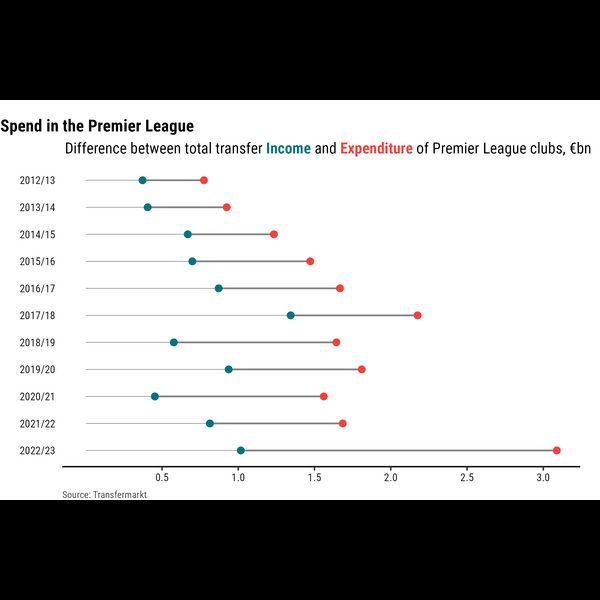 Spend in the Premier League
Difference between total transfer Income and Expenditure of Premier League clubs, €bn
2012/13
2013/14
2014/15
2015/16
2016/17
2017/18
2018/19
2019/20
2020/21
2021/22
2022/23
0.5 1.0 1.5 2.0 2.5 3.0
Source: Transfermarkt